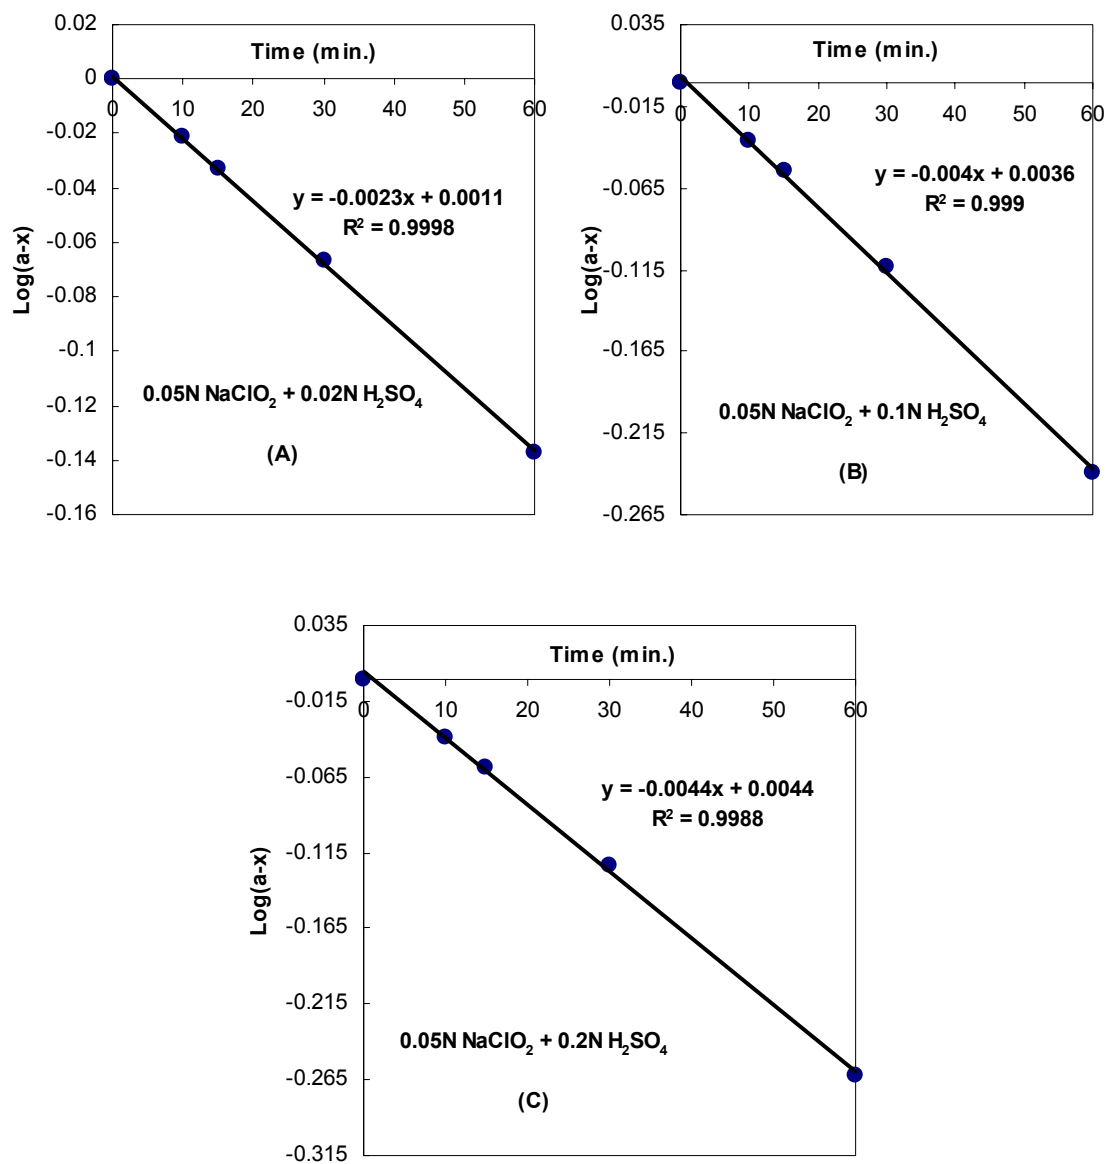 0.02
Time (min.)
0
0 10 20 30 40 50 60
-0.02
-0.04
-0.06
-0.08
-0.1
-0.12
-0.14
-0.16
Log(a-x)
y = -0.0023x + 0.0011
R² = 0.9998
0.05N NaClO₂ + 0.02N H₂SO₄
(A)
0.035
Time (min.)
-0.015
0 10 20 30 40 50 60
-0.065
-0.115
-0.165
-0.215
-0.265
Log(a-x)
y = -0.004x + 0.0036
R² = 0.999
0.05N NaClO₂ + 0.1N H₂SO₄
(B)
0.035
Time (min.)
-0.015
0 10 20 30 40 50 60
-0.065
-0.115
-0.165
-0.215
-0.265
-0.315
Log(a-x)
y = -0.0044x + 0.0044
R² = 0.9988
0.05N NaClO₂ + 0.2N H₂SO₄
(C)